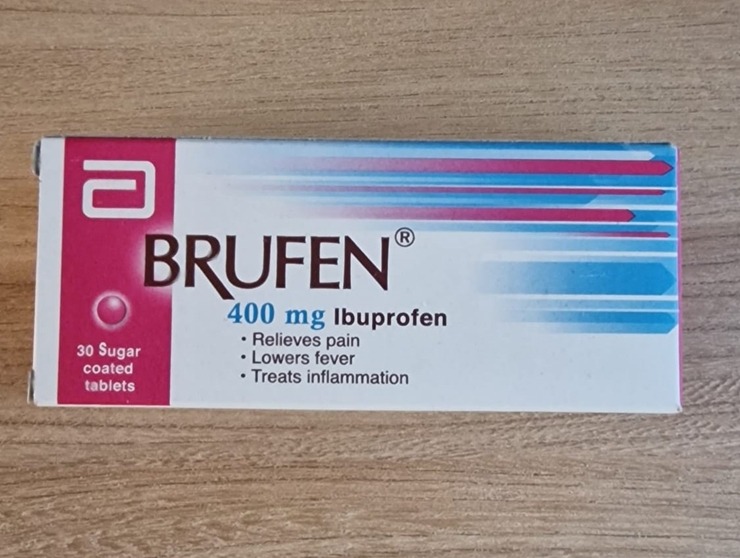 BRUFEN®
400 mg Ibuprofen
• Relieves pain
• Lowers fever
• Treats inflammation
30 Sugar
coated
tablets